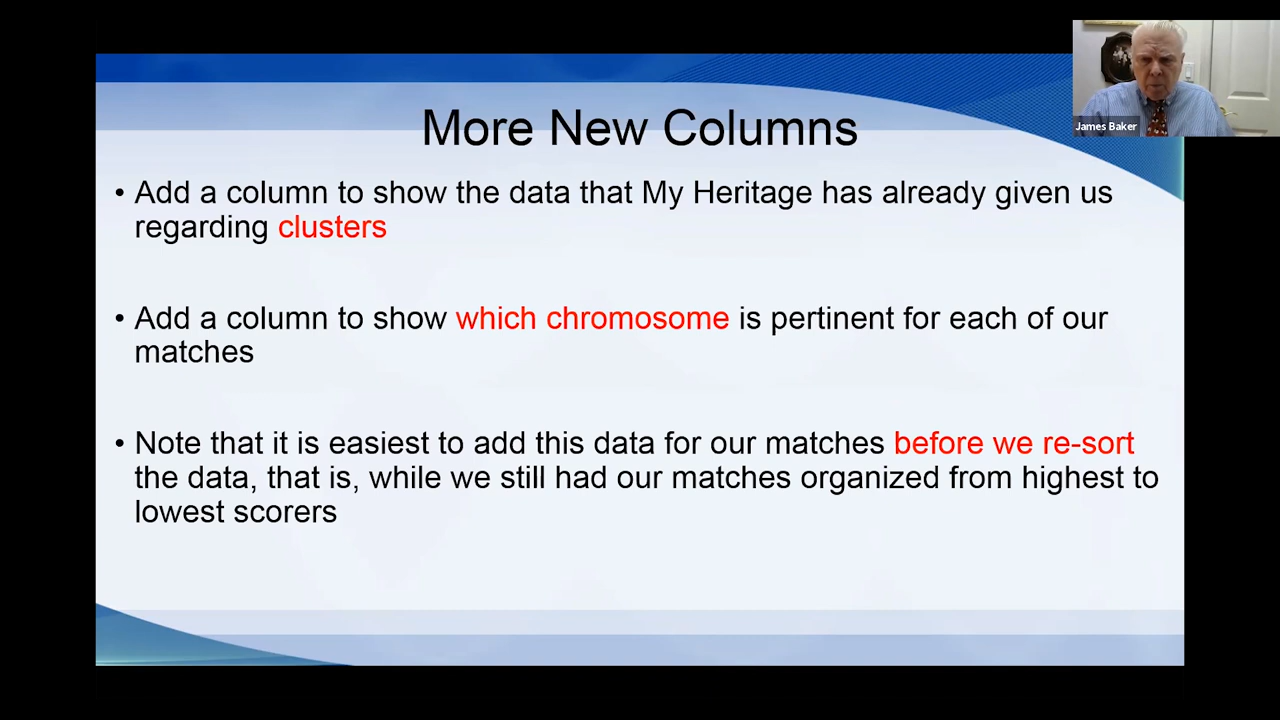 James Baker
More New Columns
• Add a column to show the data that My Heritage has already given us
regarding clusters
• Add a column to show which chromosome is pertinent for each of our
matches
• Note that it is easiest to add this data for our matches before we re-sort
the data, that is, while we still had our matches organized from highest to
lowest scorers